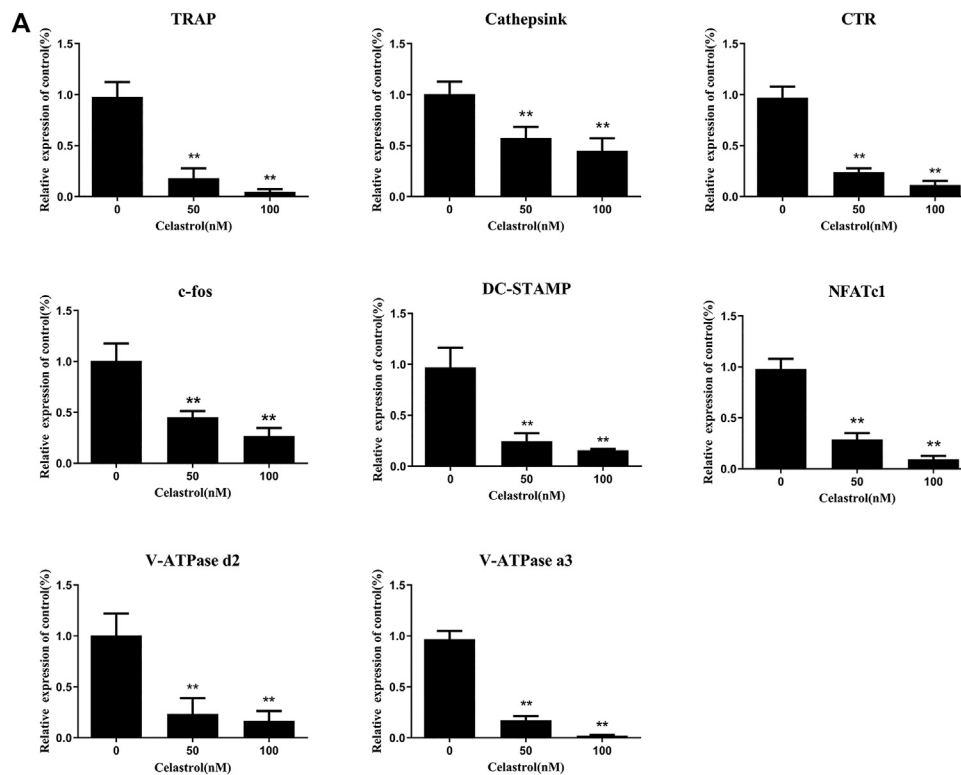 A
TRAP
Relative expression of control(%)
1.5
1.0
0.5
0.0
**
**
0 50 100
Celastrol(nM)
Cathepsink
Relative expression of control(%)
1.5
1.0
0.5
0.0
**
**
0 50 100
Celastrol(nM)
CTR
Relative expression of control(%)
1.5
1.0
0.5
0.0
**
**
0 50 100
Celastrol(nM)
c-fos
Relative expression of control(%)
1.5
1.0
0.5
0.0
**
**
0 50 100
Celastrol(nM)
DC-STAMP
Relative expression of control(%)
1.5
1.0
0.5
0.0
**
**
0 50 100
Celastrol(nM)
NFATc1
Relative expression of control(%)
1.5
1.0
0.5
0.0
**
**
0 50 100
Celastrol(nM)
V-ATPase d2
Relative expression of control(%)
1.5
1.0
0.5
0.0
**
**
0 50 100
Celastrol(nM)
V-ATPase a3
Relative expression of control(%)
1.5
1.0
0.5
0.0
**
**
0 50 100
Celastrol(nM)